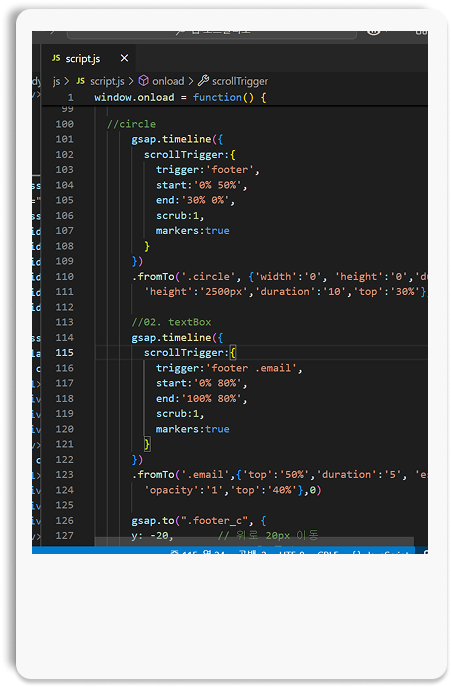 JS script.js ×
js > JS script.js > onload > scrollTrigger
1 window.onload = function() {
99
100 //circle
101 gsap.timeline({
102 scrollTrigger:{
103 trigger:'footer',
104 start:'0% 50%',
105 end:'30% 0%',
106 scrub:1,
107 markers:true
108 }
109 })
110 .fromTo('.circle', {'width':'0', 'height':'0','d
111 'height':'2500px','duration':'10','top':'30%'}
112
113 //02. textBox
114 gsap.timeline({
115 scrollTrigger:{
116 trigger:'footer .email',
117 start:'0% 80%',
118 end:'100% 80%',
119 scrub:1,
120 markers:true
121 }
122 })
123 .fromTo('.email',{'top':'50%','duration':'5', 'e
124 'opacity':'1','top':'40%'},0)
125
126 gsap.to(".footer_c", {
127 y: -20, // 위로 20px 이동